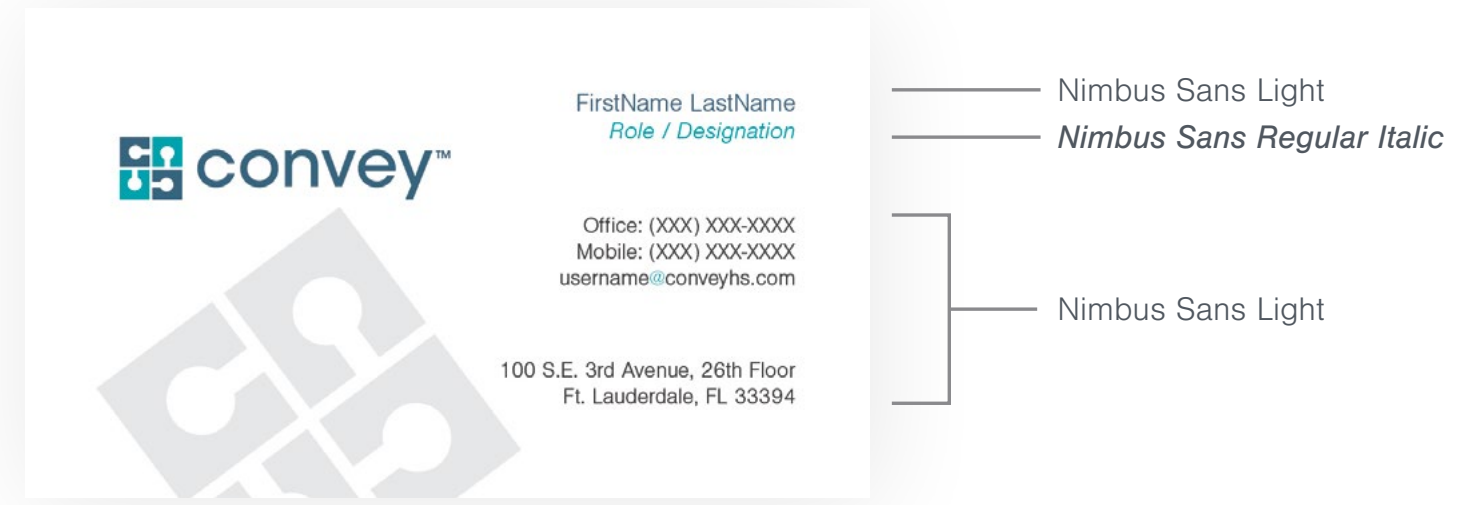 convey™
FirstName LastName
Role / Designation
Office: (XXX) XXX-XXXX
Mobile: (XXX) XXX-XXXX
username@conveyhs.com
100 S.E. 3rd Avenue, 26th Floor
Ft. Lauderdale, FL 33394
Nimbus Sans Light
Nimbus Sans Regular Italic
Nimbus Sans Light